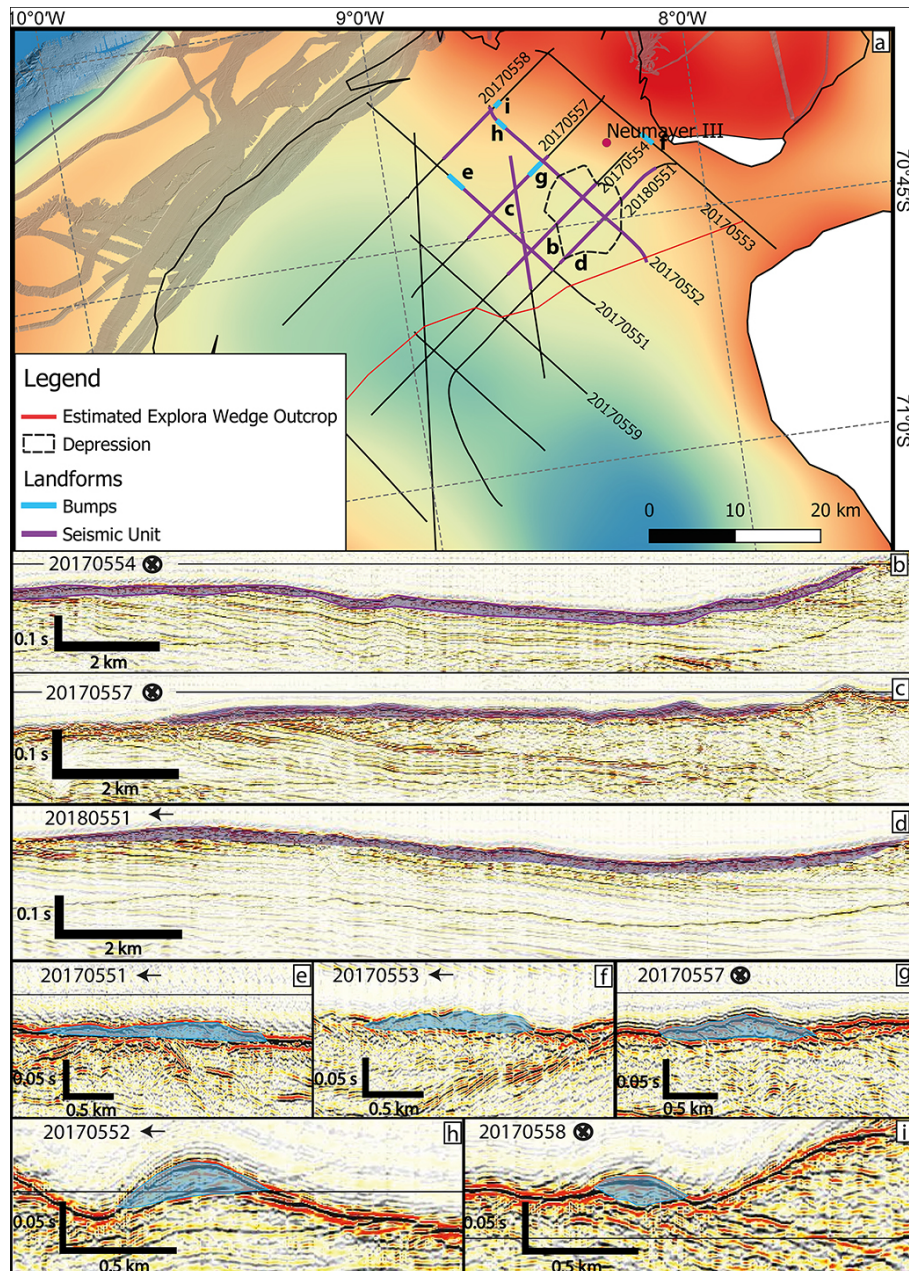 10°0'W 9°0'W 8°0'W
a
20170558
i
h
20170557
Neumayer III
f
e
g
20170554
c
20180551
70°45'S
b
d
20170553
20170552
20170551
20170559
71°0'S
Legend
Estimated Explora Wedge Outcrop
Depression
Landforms
Bumps
Seismic Unit
0 10 20 km
20170554 b
0.1 s
2 km
20170557 c
0.1 s
2 km
20180551 d
0.1 s
2 km
20170551 e
0.05 s
0.5 km
20170553 f
0.05 s
0.5 km
20170557 g
0.05 s
0.5 km
20170552 h
0.05 s
0.5 km
20170558 i
0.05 s
0.5 km